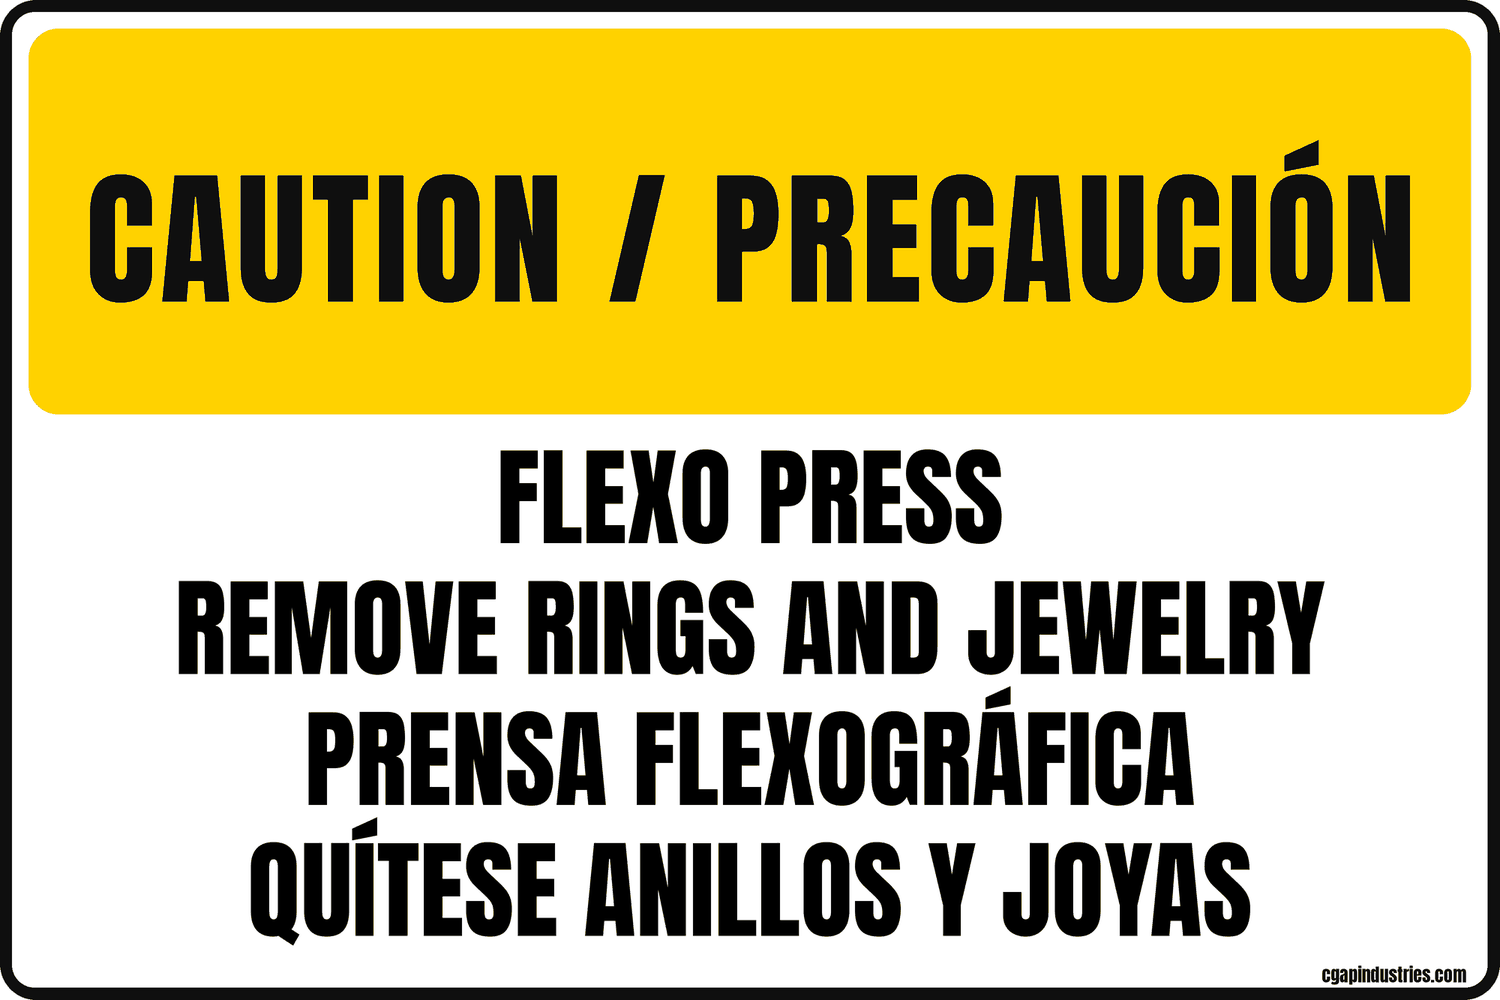 CAUTION / PRECAUCIÓN
FLEXO PRESS
REMOVE RINGS AND JEWELRY
PRENSA FLEXOGRÁFICA
QUÍTESE ANILLOS Y JOYAS
cgapindustries.com